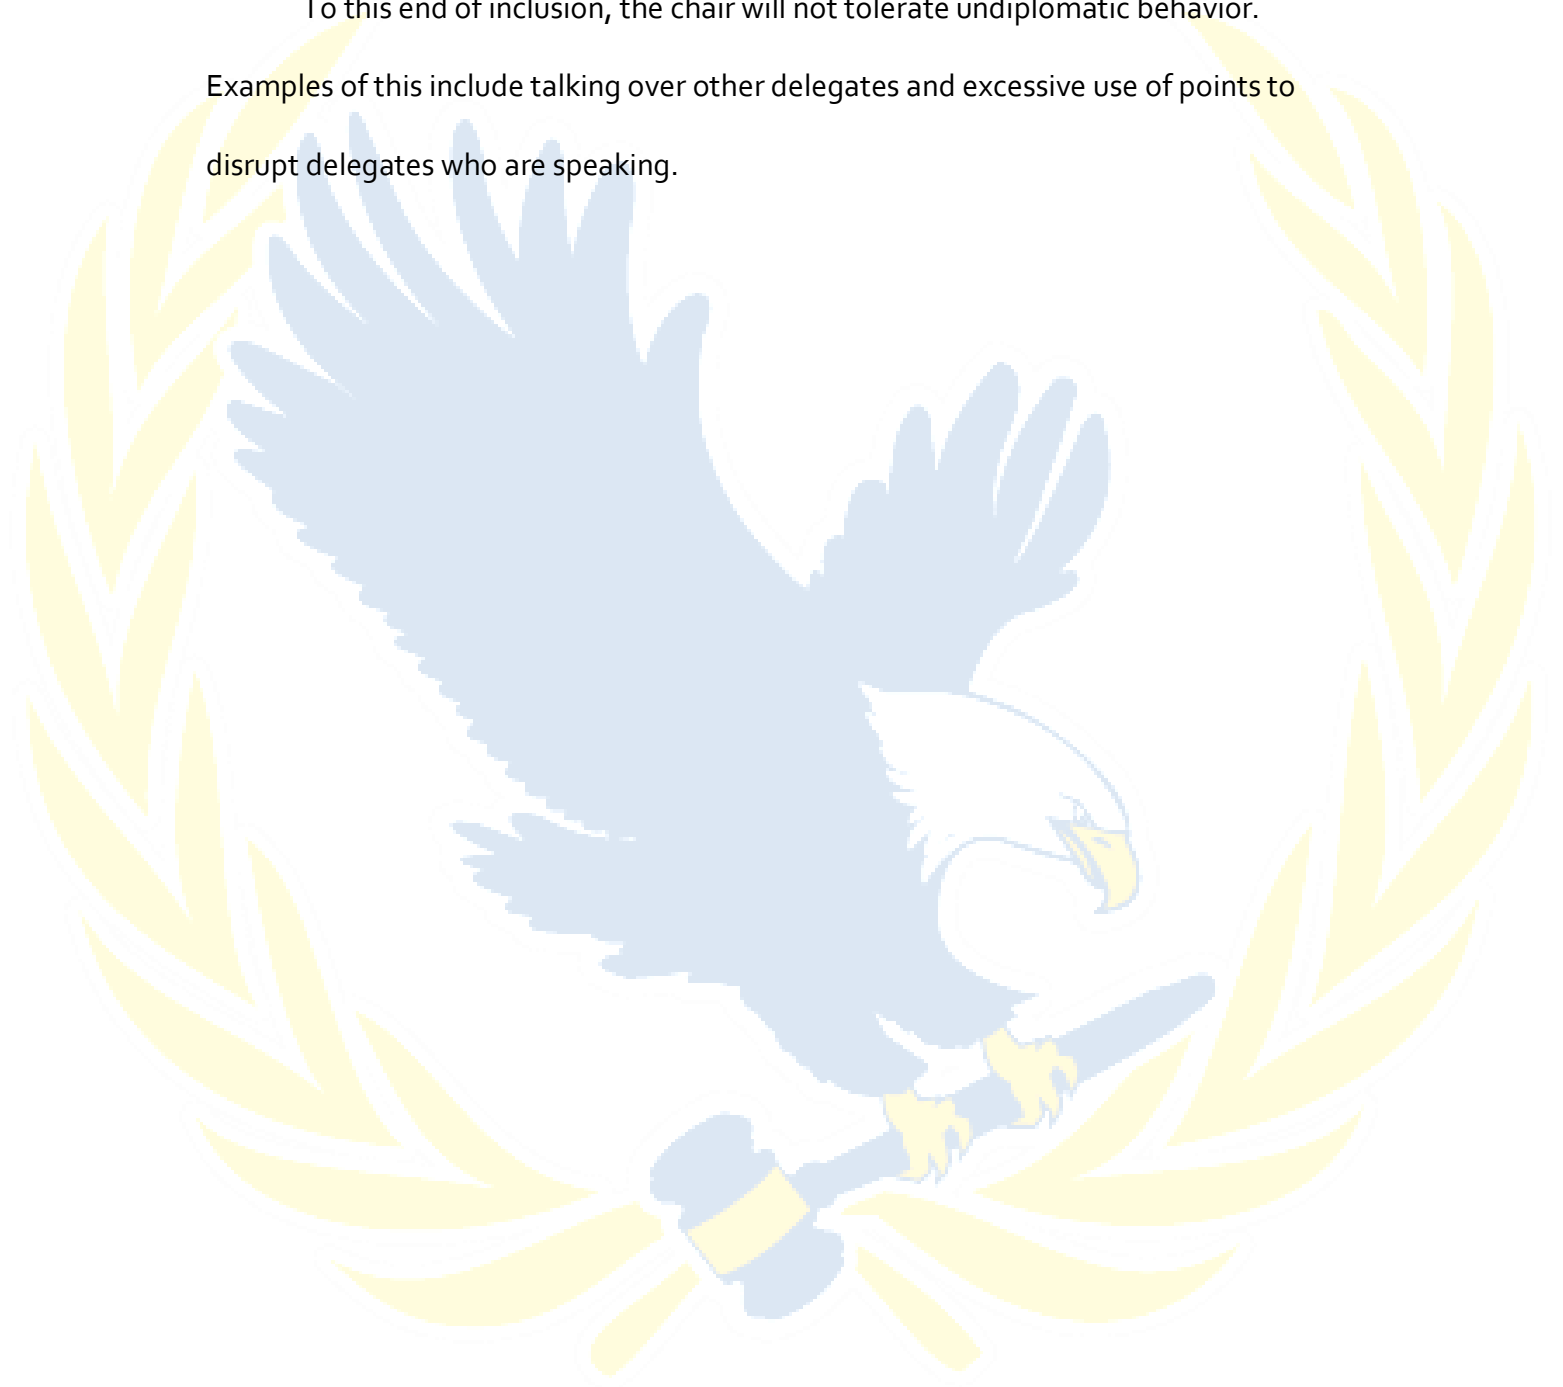 To this end of inclusion, the chair will not tolerate undiplomatic behavior.
Examples of this include talking over other delegates and excessive use of points to
disrupt delegates who are speaking.